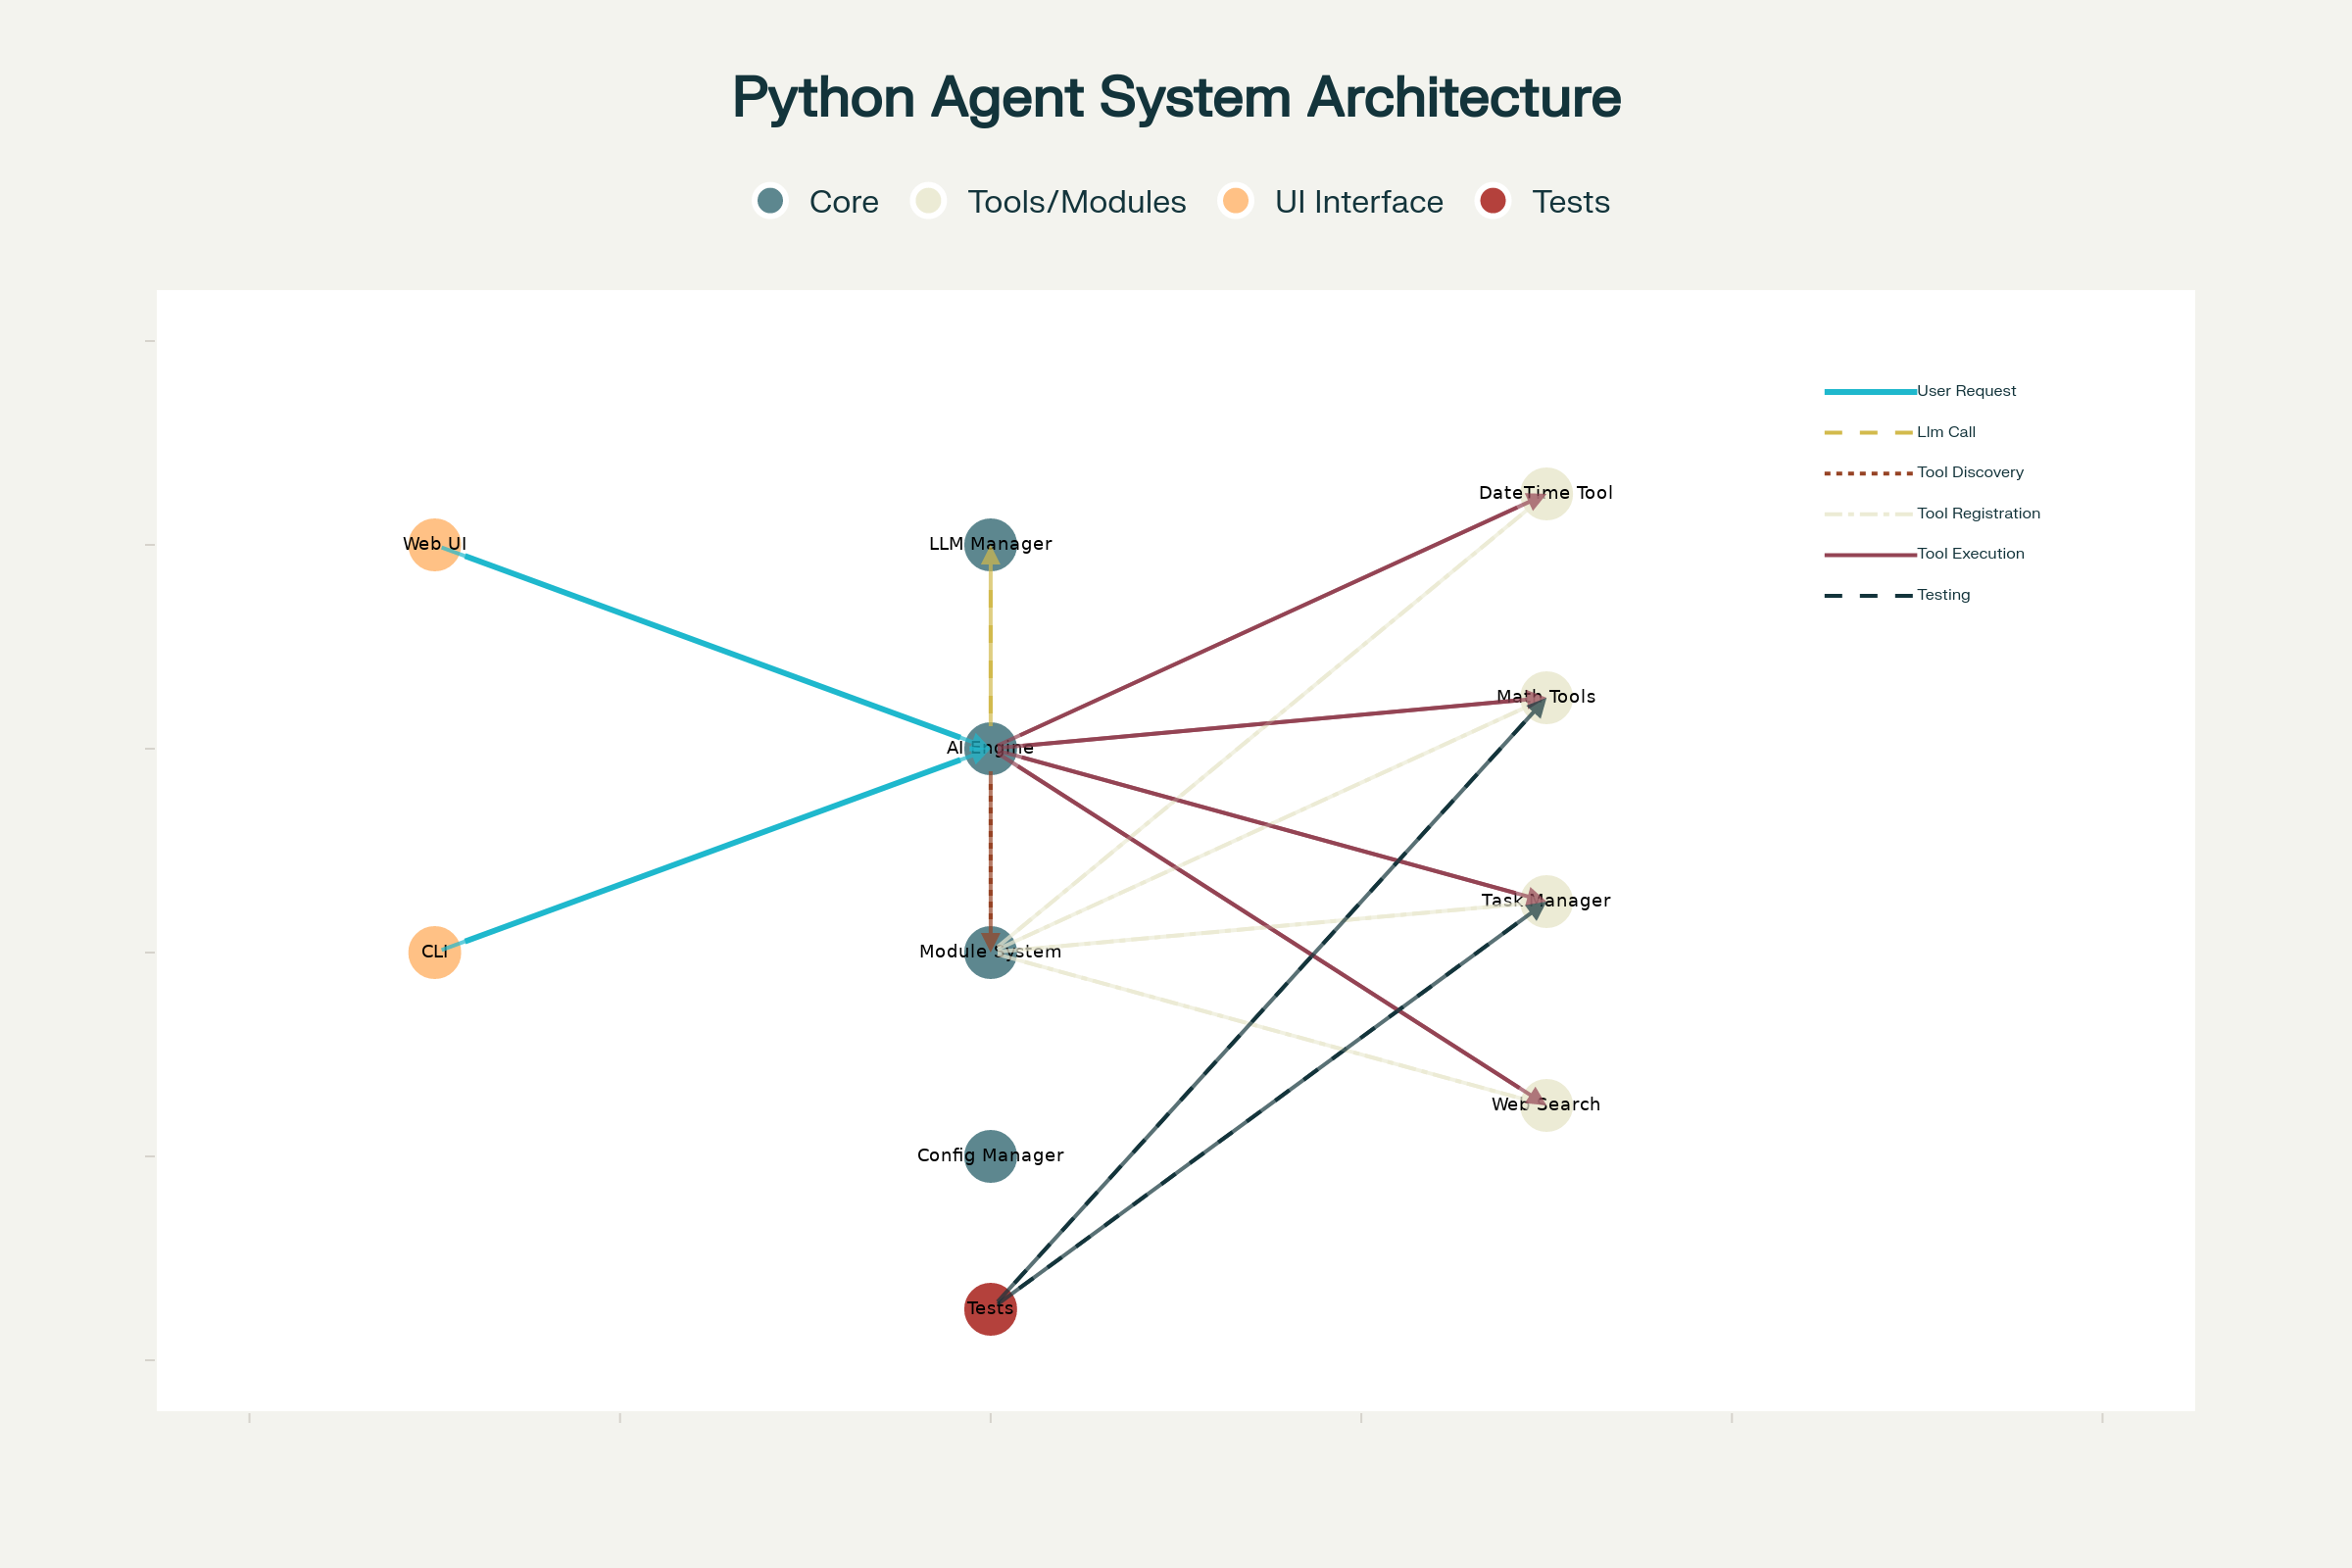 Python Agent System Architecture
Core
Tools/Modules
UI Interface
Tests
User Request
Llm Call
Tool Discovery
Tool Registration
Tool Execution
Testing
DateTime Tool
Web UI
LLM Manager
Math Tools
AI Engine
Task Manager
CLI
Module System
Web Search
Config Manager
Tests